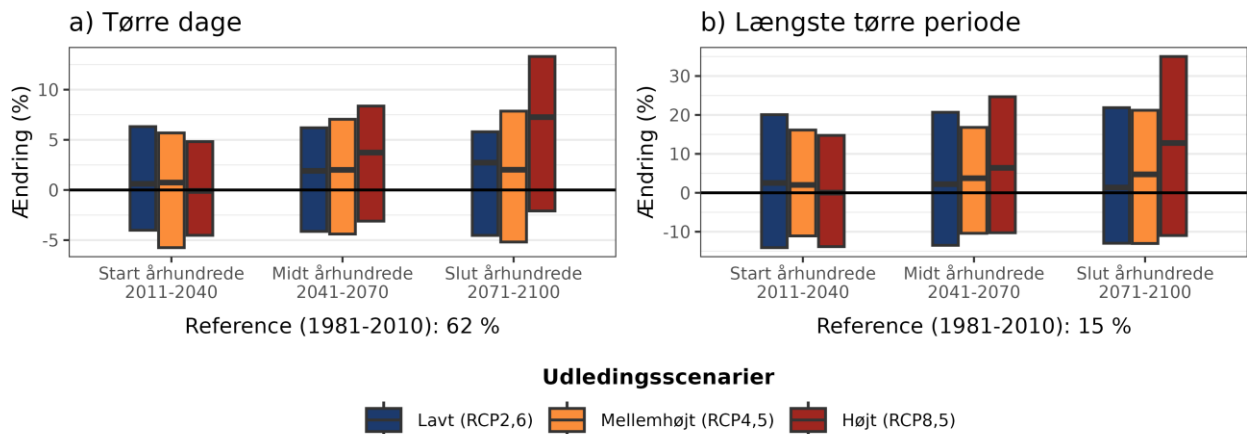 a) Tørre dage
Ændring (%)
10
5
0
-5
Start århundrede
2011-2040
Midt århundrede
2041-2070
Slut århundrede
2071-2100
Reference (1981-2010): 62 %
b) Længste tørre periode
Ændring (%)
30
20
10
0
-10
Start århundrede
2011-2040
Midt århundrede
2041-2070
Slut århundrede
2071-2100
Reference (1981-2010): 15 %
Udledingsscenarier
Lavt (RCP2,6)
Mellemhøjt (RCP4,5)
Højt (RCP8,5)